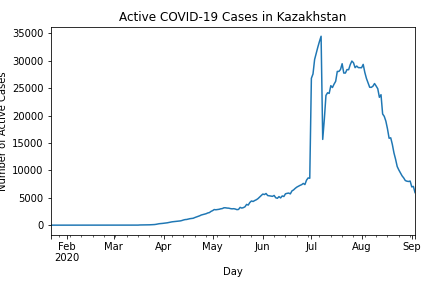 Active COVID-19 Cases in Kazakhstan
Number of Active Cases
35000
30000
25000
20000
15000
10000
5000
0
Feb Mar Apr May Jun Jul Aug Sep
2020
Day